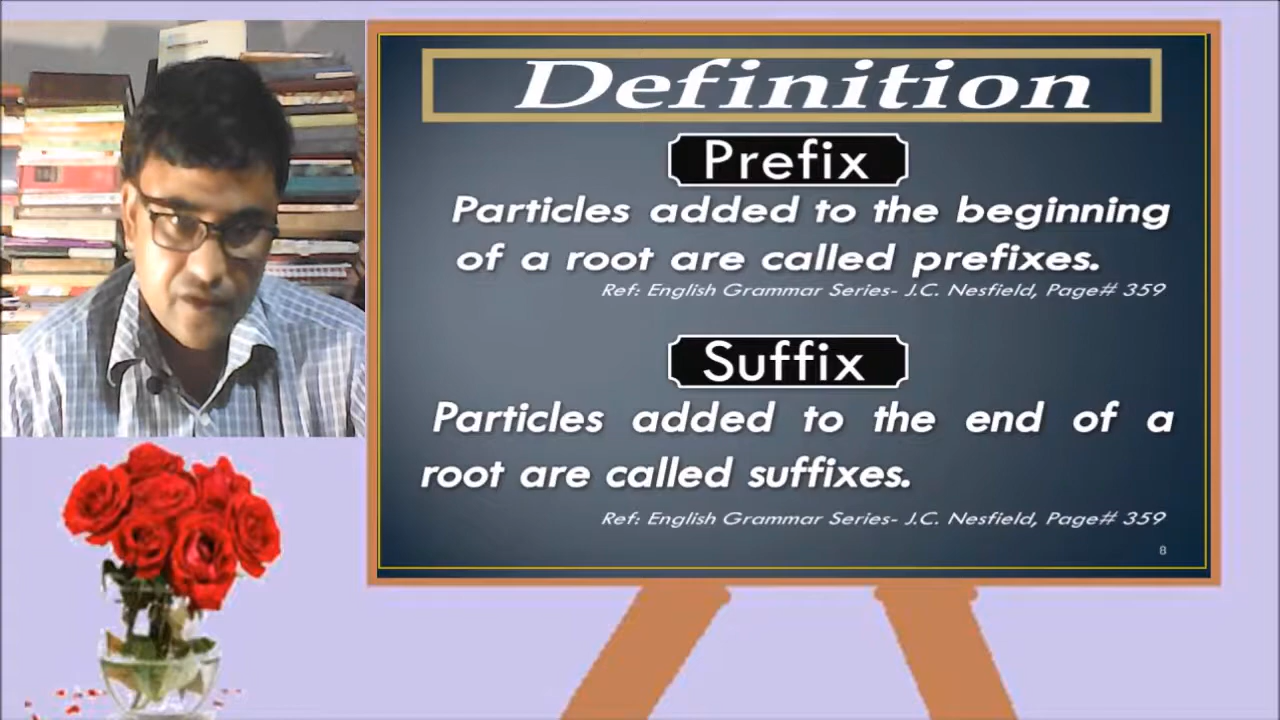 Definition
Prefix
Particles added to the beginning
of a root are called prefixes.
Ref: English Grammar Series- J.C. Nesfield, Page# 359
Suffix
Particles added to the end of a
root are called suffixes.
Ref: English Grammar Series- J.C. Nesfield, Page# 359
8